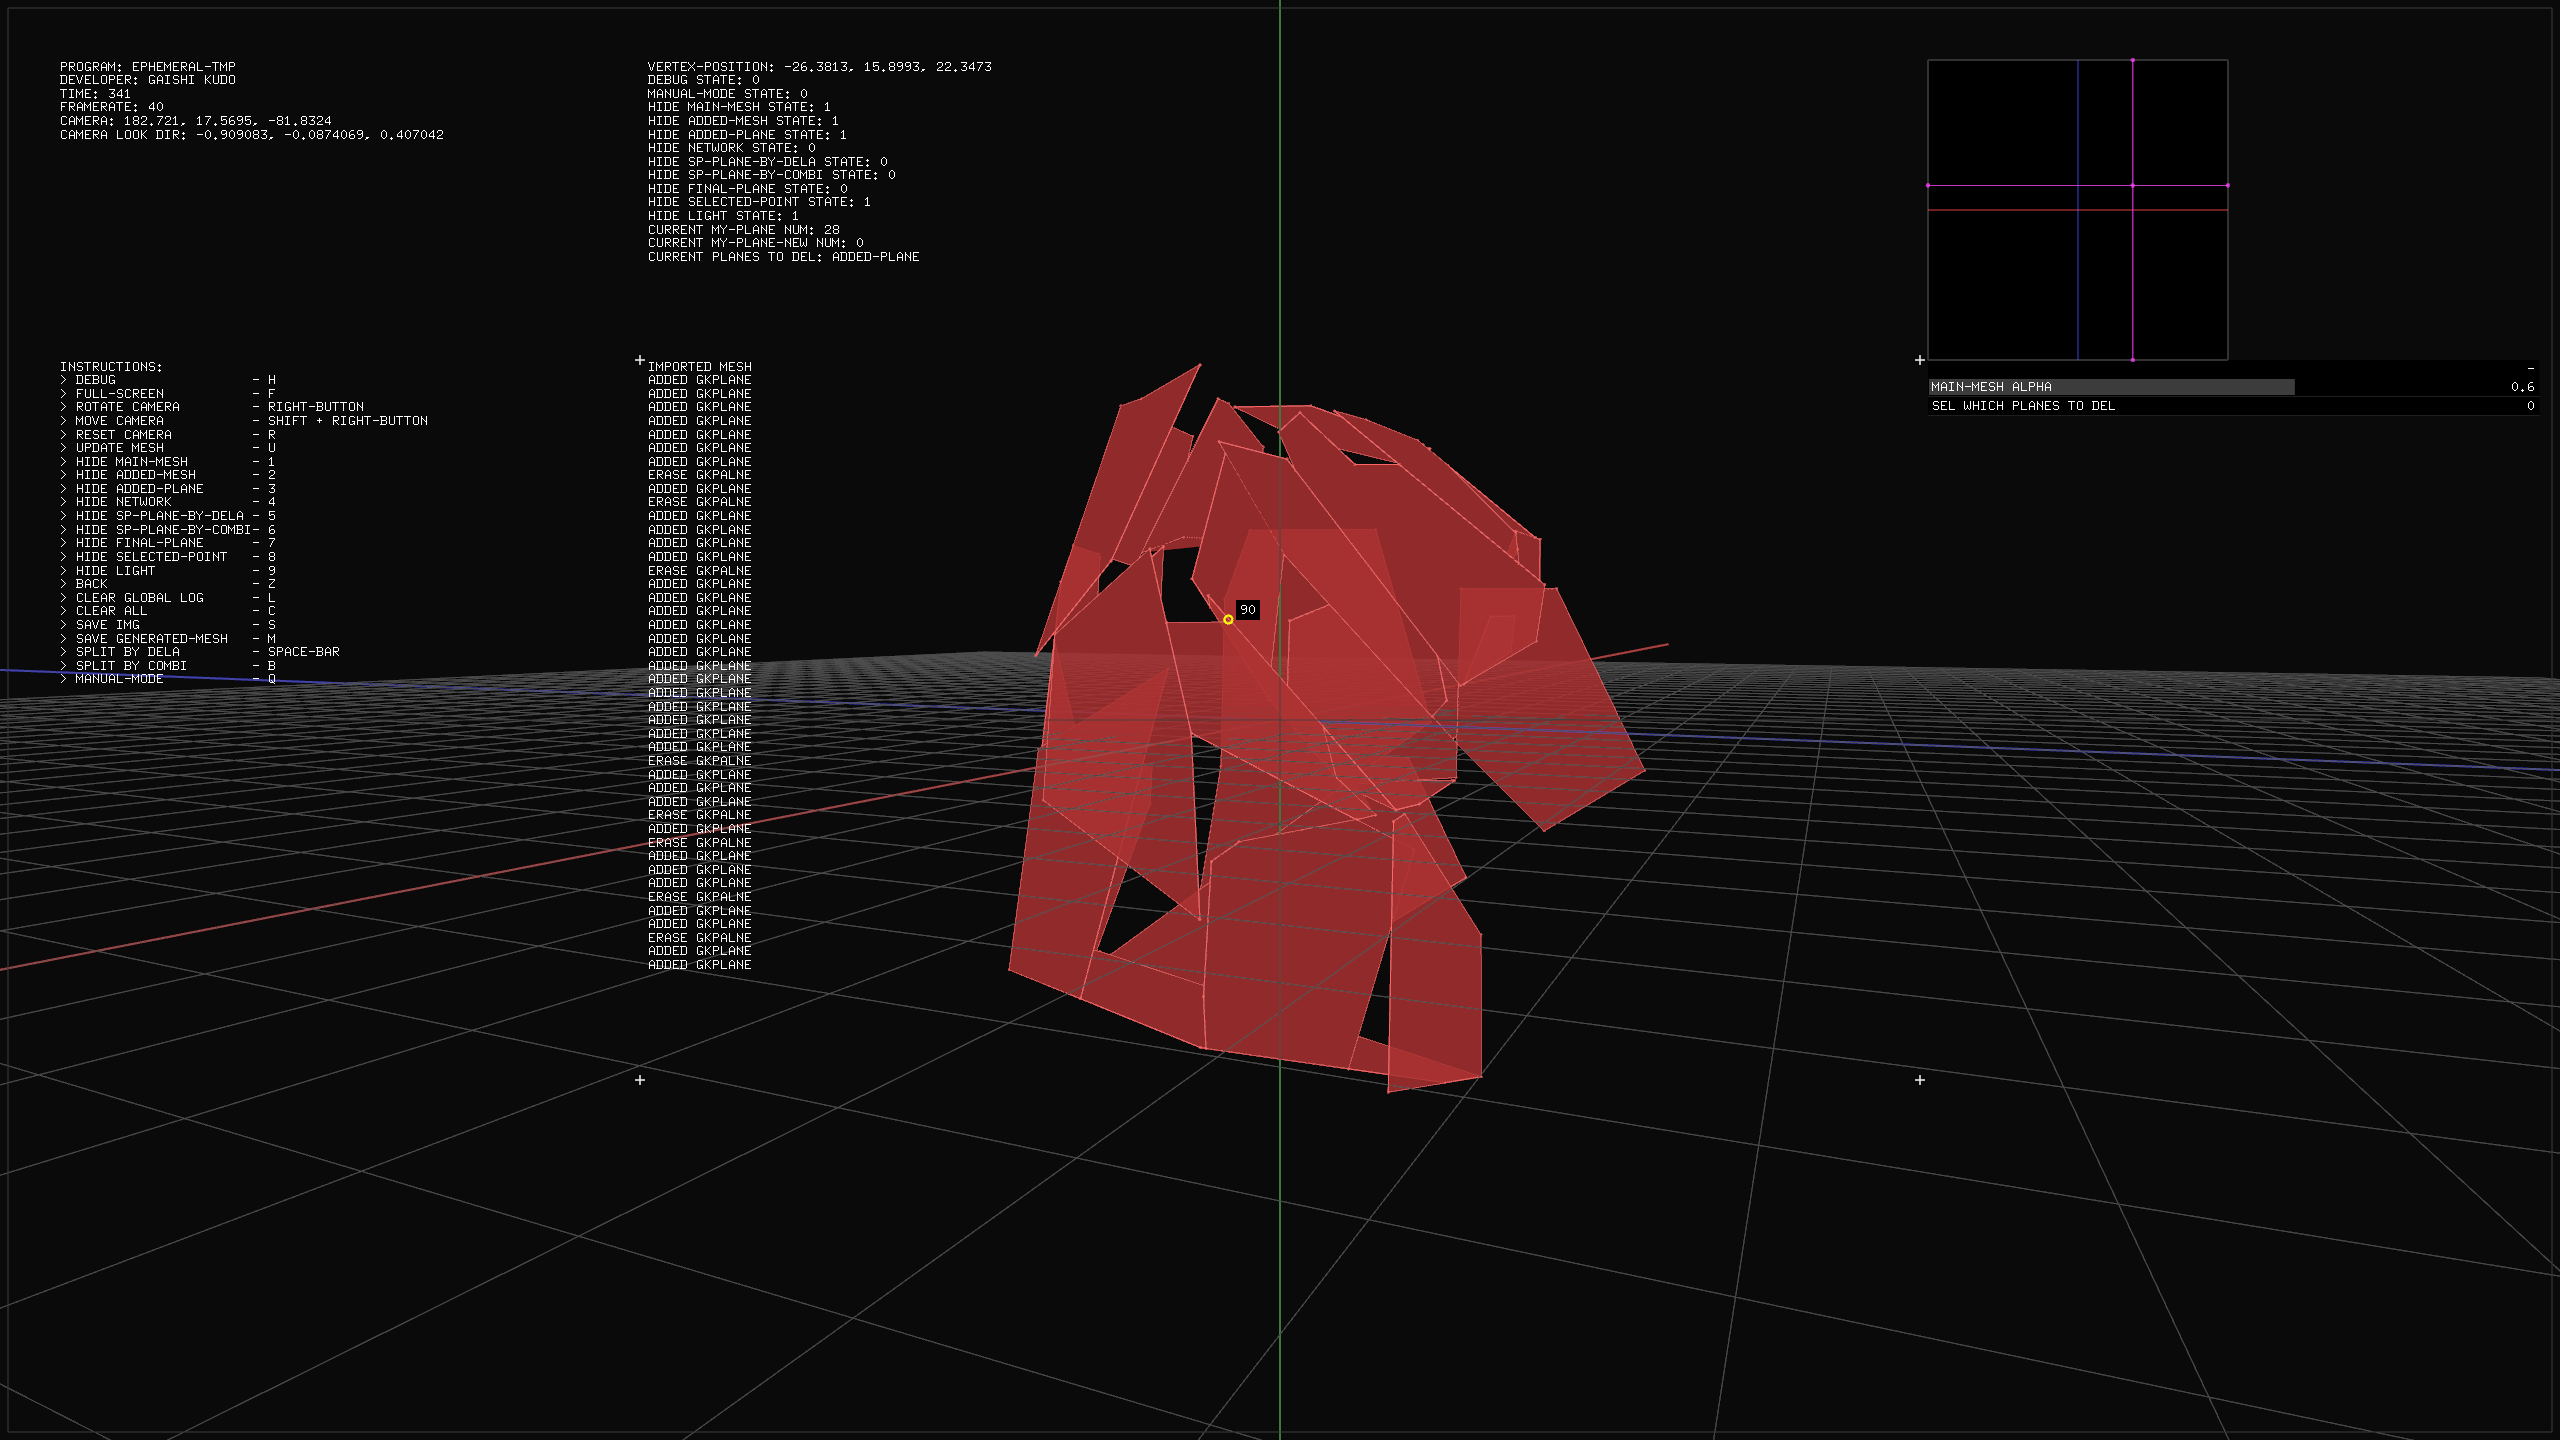 PROGRAM: EPHEMERAL-TMP
DEVELOPER: GAISHI KUDO
TIME: 341
FRAMERATE: 40
CAMERA: 182.721, 17.5695, -81.8324
CAMERA LOOK DIR: -0.909083, -0.0874069, 0.407042
VERTEX-POSITION: -26.3813, 15.8993, 22.3473
DEBUG STATE: 0
MANUAL-MODE STATE: 0
HIDE MAIN-MESH STATE: 1
HIDE ADDED-MESH STATE: 1
HIDE ADDED-PLANE STATE: 1
HIDE NETWORK STATE: 0
HIDE SP-PLANE-BY-DELA STATE: 0
HIDE SP-PLANE-BY-COMBI STATE: 0
HIDE FINAL-PLANE STATE: 0
HIDE SELECTED-POINT STATE: 1
HIDE LIGHT STATE: 1
CURRENT MY-PLANE NUM: 28
CURRENT MY-PLANE-NEW NUM: 0
CURRENT PLANES TO DEL: ADDED-PLANE
INSTRUCTIONS:
> DEBUG - H
> FULL-SCREEN - F
> ROTATE CAMERA - RIGHT-BUTTON
> MOVE CAMERA - SHIFT + RIGHT-BUTTON
> RESET CAMERA - R
> UPDATE MESH - U
> HIDE MAIN-MESH - 1
> HIDE ADDED-MESH - 2
> HIDE ADDED-PLANE - 3
> HIDE NETWORK - 4
> HIDE SP-PLANE-BY-DELA - 5
> HIDE SP-PLANE-BY-COMBI- 6
> HIDE FINAL-PLANE - 7
> HIDE SELECTED-POINT - 8
> HIDE LIGHT - 9
> BACK - Z
> CLEAR GLOBAL LOG - L
> CLEAR ALL - C
> SAVE IMG - S
> SAVE GENERATED-MESH - M
> SPLIT BY DELA - SPACE-BAR
> SPLIT BY COMBI - B
> MANUAL-MODE - Q
IMPORTED MESH
ADDED GKPLANE
ADDED GKPLANE
ADDED GKPLANE
ADDED GKPLANE
ADDED GKPLANE
ADDED GKPLANE
ADDED GKPLANE
ERASE GKPALNE
ADDED GKPLANE
ERASE GKPALNE
ADDED GKPLANE
ADDED GKPLANE
ADDED GKPLANE
ADDED GKPLANE
ERASE GKPALNE
ADDED GKPLANE
ADDED GKPLANE
ADDED GKPLANE
ADDED GKPLANE
ADDED GKPLANE
ADDED GKPLANE
ADDED GKPLANE
ADDED GKPLANE
ADDED GKPLANE
ADDED GKPLANE
ADDED GKPLANE
ADDED GKPLANE
ADDED GKPLANE
ERASE GKPALNE
ADDED GKPLANE
ADDED GKPLANE
ADDED GKPLANE
ERASE GKPALNE
ADDED GKPLANE
ERASE GKPALNE
ADDED GKPLANE
ADDED GKPLANE
ADDED GKPLANE
ERASE GKPALNE
ADDED GKPLANE
ADDED GKPLANE
ERASE GKPALNE
ADDED GKPLANE
ADDED GKPLANE
90
-
MAIN-MESH ALPHA 0.6
SEL WHICH PLANES TO DEL 0